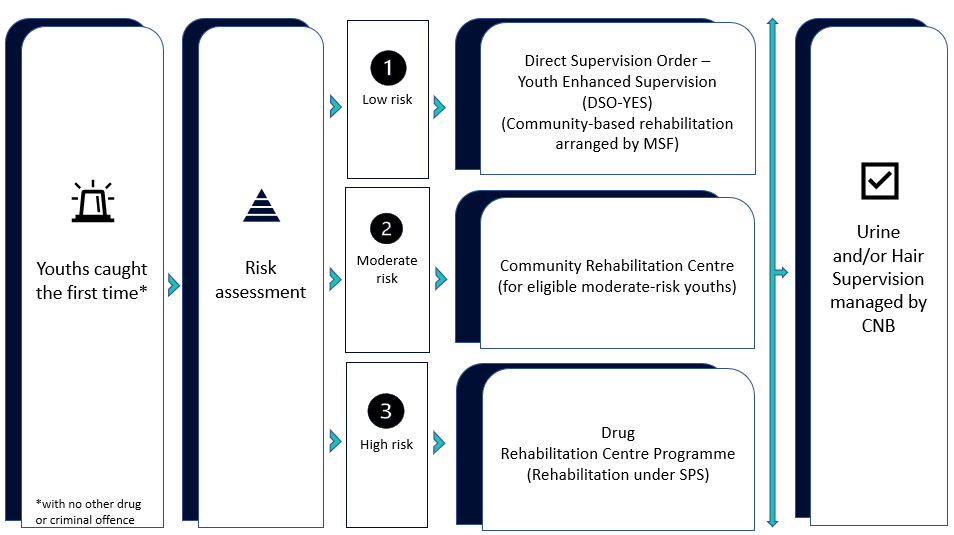 Youths caught
the first time*
*with no other drug
or criminal offence
Risk
assessment
1
Low risk
Direct Supervision Order –
Youth Enhanced Supervision
(DSO-YES)
(Community-based rehabilitation
arranged by MSF)
2
Moderate
risk
Community Rehabilitation Centre
(for eligible moderate-risk youths)
3
High risk
Drug
Rehabilitation Centre Programme
(Rehabilitation under SPS)
Urine
and/or Hair
Supervision
managed by
CNB